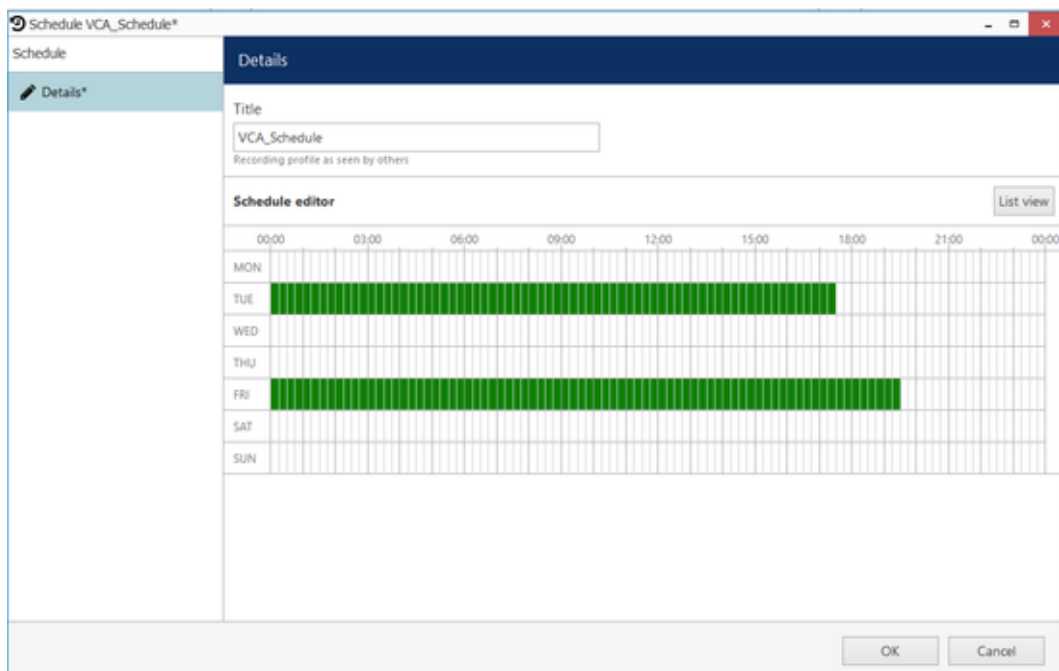 Schedule VCA_Schedule*
Schedule
Details*
Details
Title
VCA_Schedule
Recording profile as seen by others
Schedule editor
List view
00:00 03:00 06:00 09:00 12:00 15:00 18:00 21:00 00:00
MON
TUE
WED
THU
FRI
SAT
SUN
OK Cancel